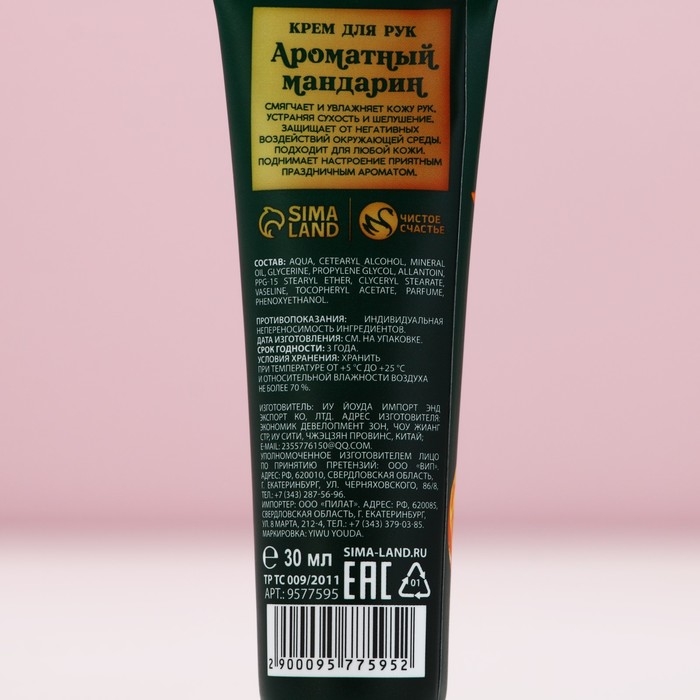 КРЕМ ДЛЯ РУК
Ароматный
мандарин
СМЯГЧАЕТ И УВЛАЖНЯЕТ КОЖУ РУК,
УСТРАНЯЯ СУХОСТЬ И ШЕЛУШЕНИЕ.
ЗАЩИЩАЕТ ОТ НЕГАТИВНЫХ
ВОЗДЕЙСТВИЙ ОКРУЖАЮЩЕЙ СРЕДЫ.
ПОДХОДИТ ДЛЯ ЛЮБОЙ КОЖИ.
ПОДНИМАЕТ НАСТРОЕНИЕ ПРИЯТНЫМ
ПРАЗДНИЧНЫМ АРОМАТОМ.
SIMA LAND
ЧИСТОЕ СЧАСТЬЕ
СОСТАВ: AQUA, CETEARYL ALCOHOL, MINERAL
OIL, GLYCERINE, PROPYLENE GLYCOL, ALLANTOIN,
PPG-15 STEARYL ETHER, CLYCERYL STEARATE,
VASELINE, TOCOPHERYL ACETATE, PARFUME,
PHENOXYETHANOL.
ПРОТИВОПОКАЗАНИЯ: ИНДИВИДУАЛЬНАЯ
НЕПЕРЕНОСИМОСТЬ ИНГРЕДИЕНТОВ.
ДАТА ИЗГОТОВЛЕНИЯ: СМ. НА УПАКОВКЕ.
СРОК ГОДНОСТИ: 3 ГОДА.
УСЛОВИЯ ХРАНЕНИЯ: ХРАНИТЬ
ПРИ ТЕМПЕРАТУРЕ ОТ +5 °C ДО +25 °C
И ОТНОСИТЕЛЬНОЙ ВЛАЖНОСТИ ВОЗДУХА
НЕ БОЛЕЕ 70 %.
ИЗГОТОВИТЕЛЬ: ИУ ЙОУДА ИМПОРТ ЭНД
ЭКСПОРТ КО, ЛТД. АДРЕС ИЗГОТОВИТЕЛЯ:
ЭКОНОМИК ДЕВЕЛОПМЕНТ ЗОН, ЧОУ ЖИАНГ
СТР, ИУ СИТИ, ЧЖЭЦЗЯН ПРОВИНС, КИТАЙ;
E-MAIL: 2355776150@QQ.COM.
УПОЛНОМОЧЕННОЕ ИЗГОТОВИТЕЛЕМ ЛИЦО
ПО ПРИНЯТИЮ ПРЕТЕНЗИЙ: ООО «ВИП».
АДРЕС: РФ, 620010, СВЕРДЛОВСКАЯ ОБЛАСТЬ,
Г. ЕКАТЕРИНБУРГ, УЛ. ЧЕРНЯХОВСКОГО, 86/8,
ТЕЛ.: +7 (343) 287-56-96.
ИМПОРТЕР: ООО «ПИЛАТ». АДРЕС: РФ, 620085,
СВЕРДЛОВСКАЯ ОБЛАСТЬ, Г. ЕКАТЕРИНБУРГ,
УЛ. 8 МАРТА, 212-4, ТЕЛ.: +7 (343) 379-03-85.
МАРКИРОВКА: YIWU YOUDA.
℮ 30 МЛ SIMA-LAND.RU
ТР ТС 009/2011 EAC 01
АРТ.: 9577595
2 900095 775952